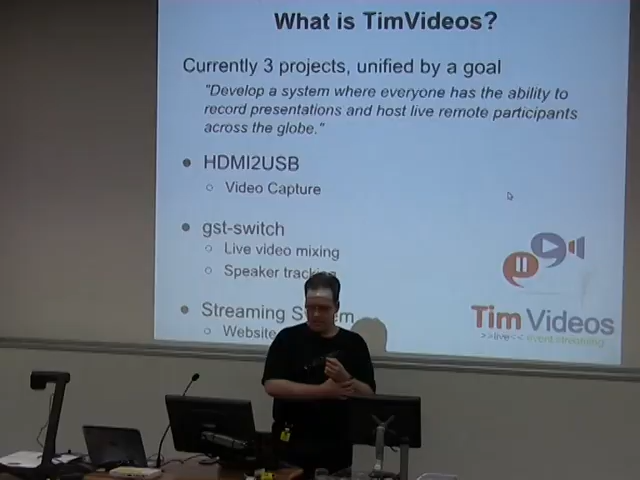 What is TimVideos?
Currently 3 projects, unified by a goal
"Develop a system where everyone has the ability to
record presentations and host live remote participants
across the globe."
HDMI2USB
Video Capture
gst-switch
Live video mixing
Speaker
Streaming
Website
Tim Videos
>>live<< event streaming